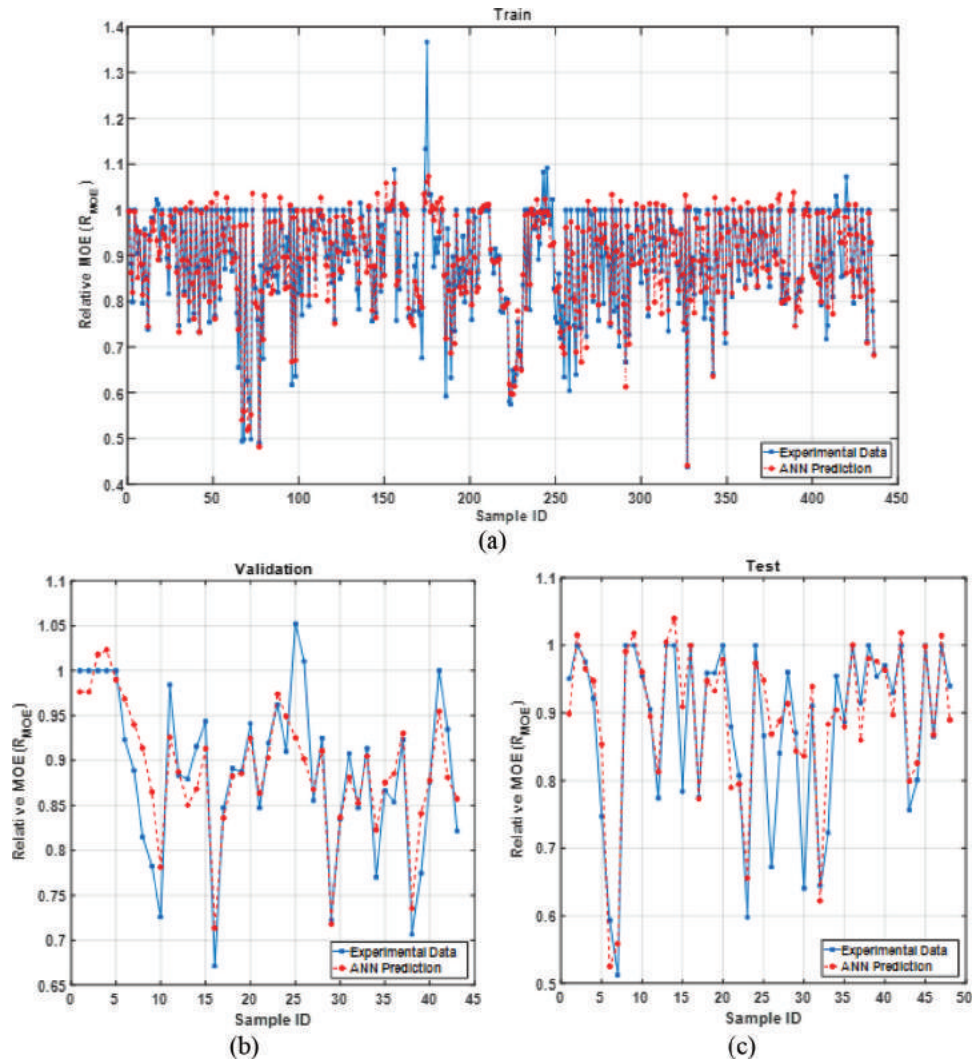 Train
1.4
1.3
1.2
1.1
1
0.9
0.8
0.7
0.6
0.5
0.4
Relative MOE (R_MOE)
0 50 100 150 200 250 300 350 400 450
Sample ID
Experimental Data
ANN Prediction
(a)
Validation
1.1
1.05
1
0.95
0.9
0.85
0.8
0.75
0.7
0.65
Relative MOE (R_MOE)
0 5 10 15 20 25 30 35 40 45
Sample ID
Experimental Data
ANN Prediction
(b)
Test
1.1
1
0.9
0.8
0.7
0.6
0.5
Relative MOE (R_MOE)
0 5 10 15 20 25 30 35 40 45 50
Sample ID
Experimental Data
ANN Prediction
(c)